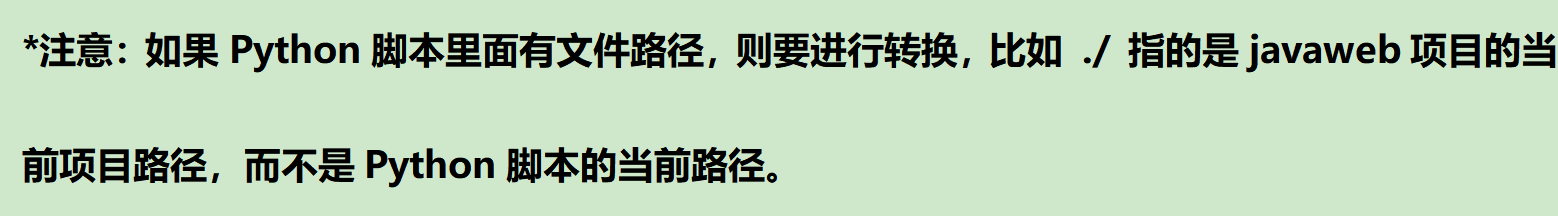 *注意：如果 Python 脚本里面有文件路径，则要进行转换，比如 ./ 指的是 javaweb 项目的当
前项目路径，而不是 Python 脚本的当前路径。